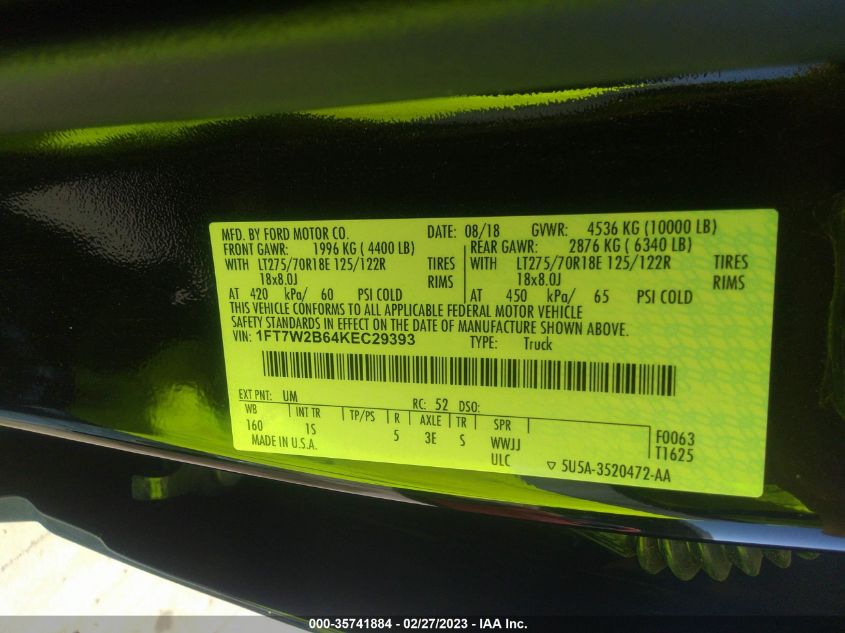 MFD. BY FORD MOTOR CO. DATE: 08/18 GVWR: 4536 KG (10000 LB)
FRONT GAWR: 1996 KG ( 4400 LB) REAR GAWR: 2876 KG ( 6340 LB)
WITH LT275/70R18E 125/122R TIRES WITH LT275/70R18E 125/122R TIRES
18x8.0J RIMS 18x8.0J RIMS
AT 420 kPa/ 60 PSI COLD AT 450 kPa/ 65 PSI COLD
THIS VEHICLE CONFORMS TO ALL APPLICABLE FEDERAL MOTOR VEHICLE
SAFETY STANDARDS IN EFFECT ON THE DATE OF MANUFACTURE SHOWN ABOVE.
VIN: 1FT7W2B64KEC29393 TYPE: Truck
EXT PNT: UM RC: 52 DSO:
WB INT TR TP/PS R AXLE TR SPR F0063
160 1S 5 3E S WWJJ T1625
MADE IN U.S.A. ULC ▽ 5U5A-3520472-AA
000-35741884 - 02/27/2023 - IAA Inc.